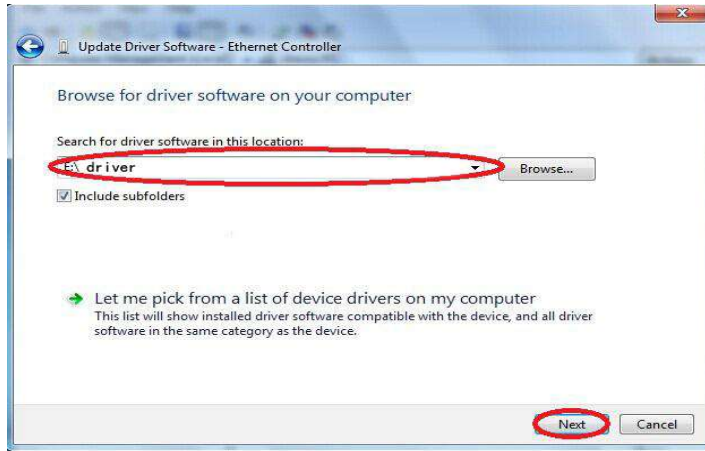 Update Driver Software - Ethernet Controller
Browse for driver software on your computer
Search for driver software in this location:
E:\ driver
Browse...
Include subfolders
Let me pick from a list of device drivers on my computer
This list will show installed driver software compatible with the device, and all driver
software in the same category as the device.
Next
Cancel